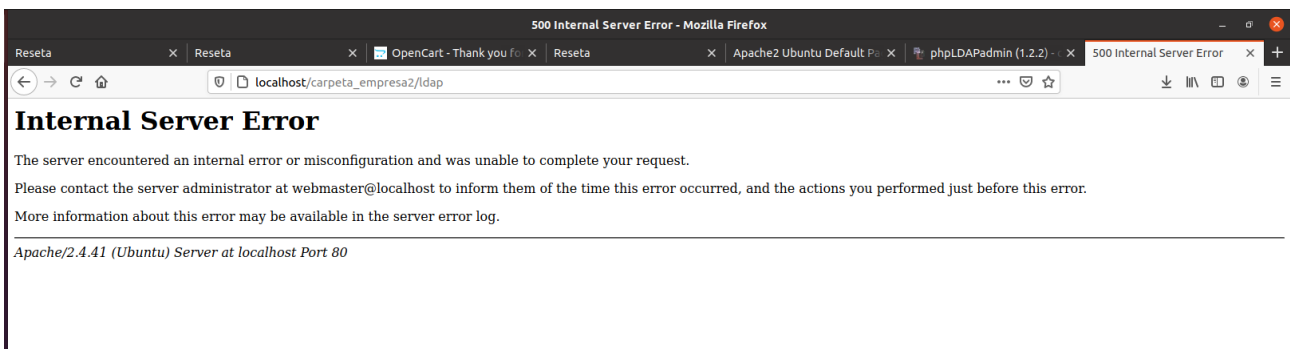 500 Internal Server Error - Mozilla Firefox
Reseta
Reseta
OpenCart - Thank you fo
Reseta
Apache2 Ubuntu Default Pa
phpLDAPadmin (1.2.2) - c
500 Internal Server Error
localhost/carpeta_empresa2/ldap
Internal Server Error
The server encountered an internal error or misconfiguration and was unable to complete your request.
Please contact the server administrator at webmaster@localhost to inform them of the time this error occurred, and the actions you performed just before this error.
More information about this error may be available in the server error log.
Apache/2.4.41 (Ubuntu) Server at localhost Port 80